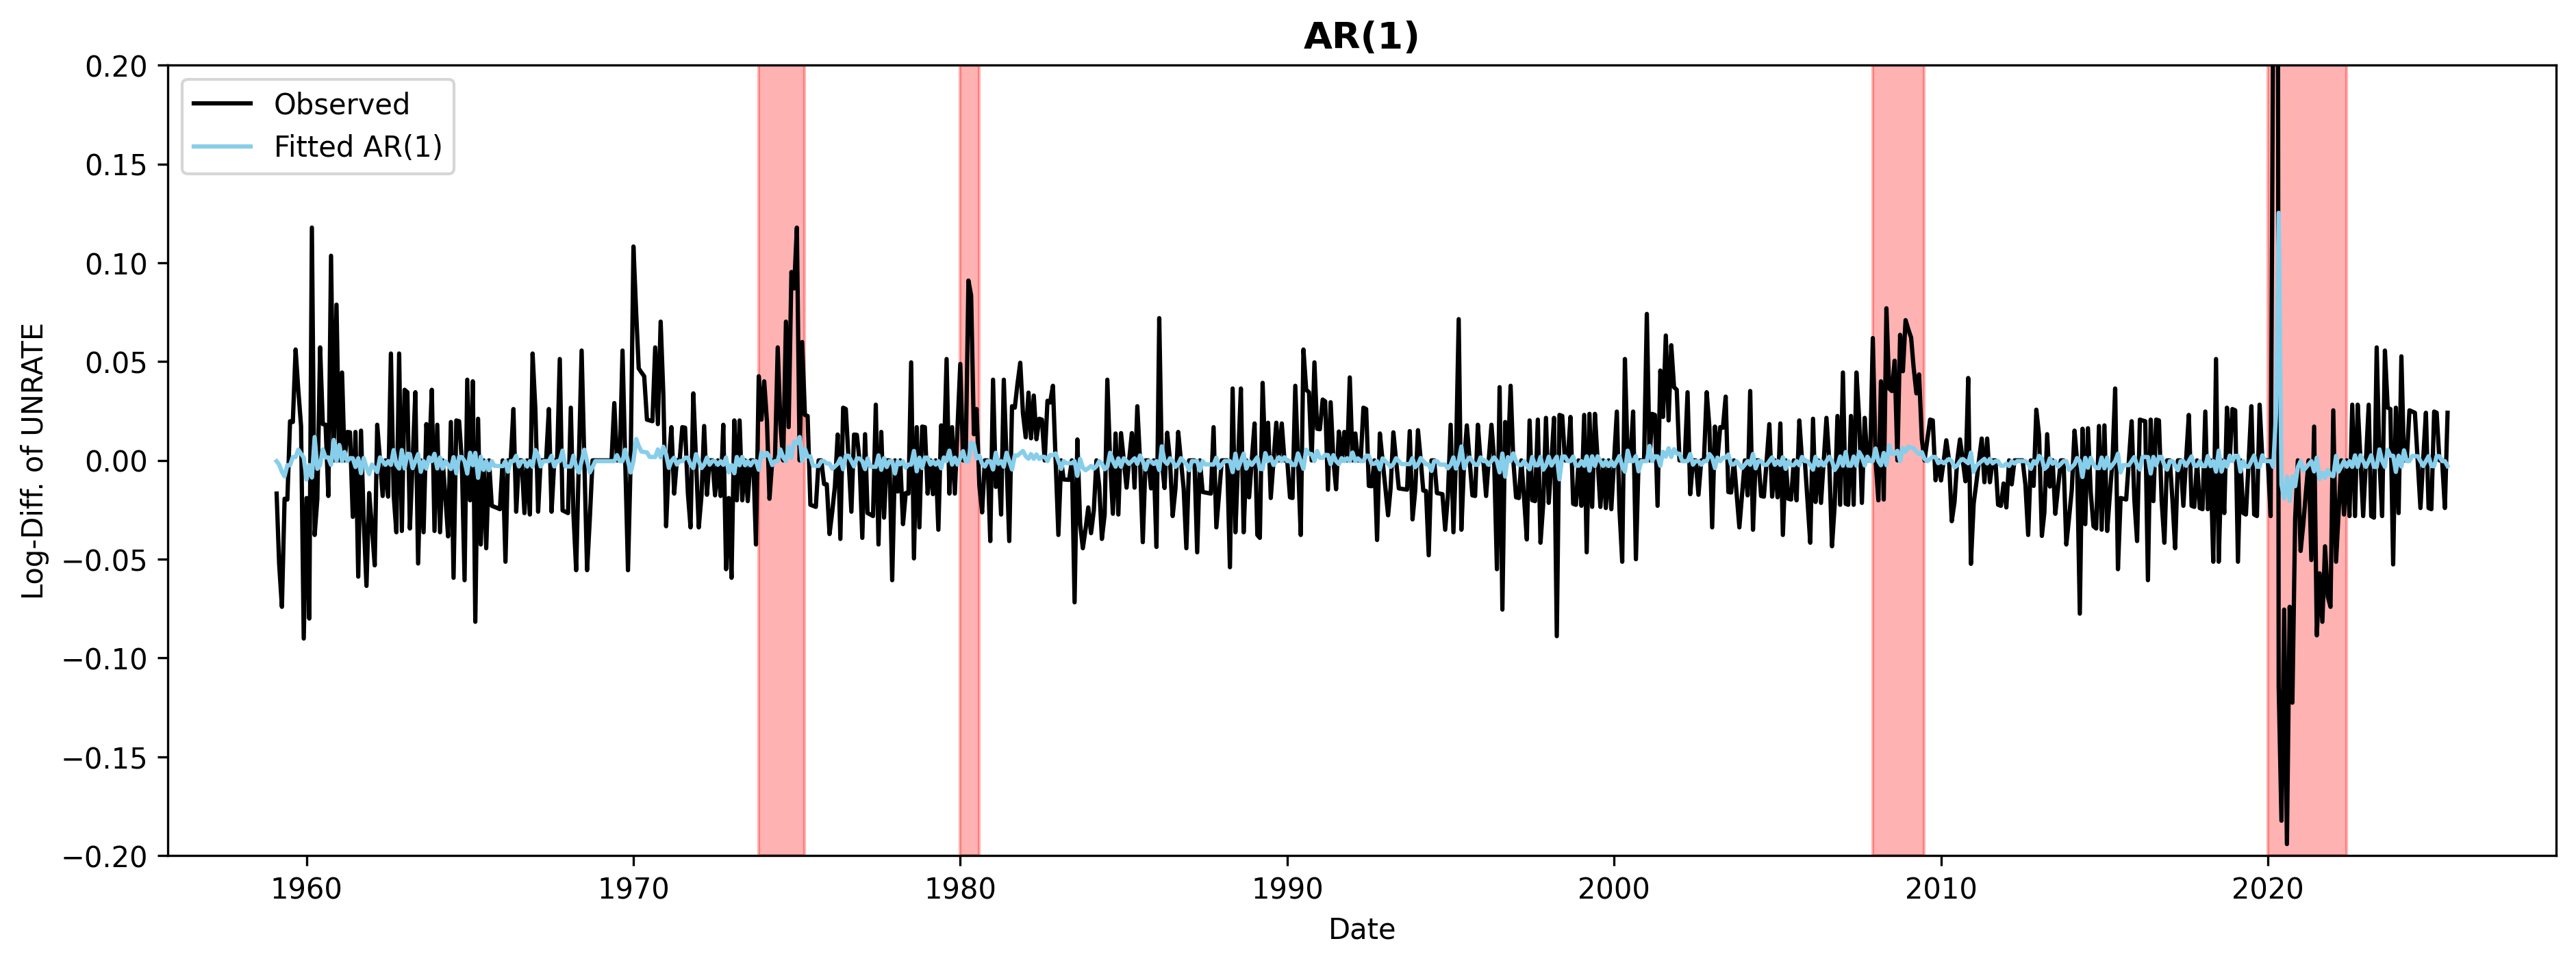 AR(1)
Observed
Fitted AR(1)
Log-Diff. of UNRATE
0.20
0.15
0.10
0.05
0.00
−0.05
−0.10
−0.15
−0.20
1960 1970 1980 1990 2000 2010 2020
Date